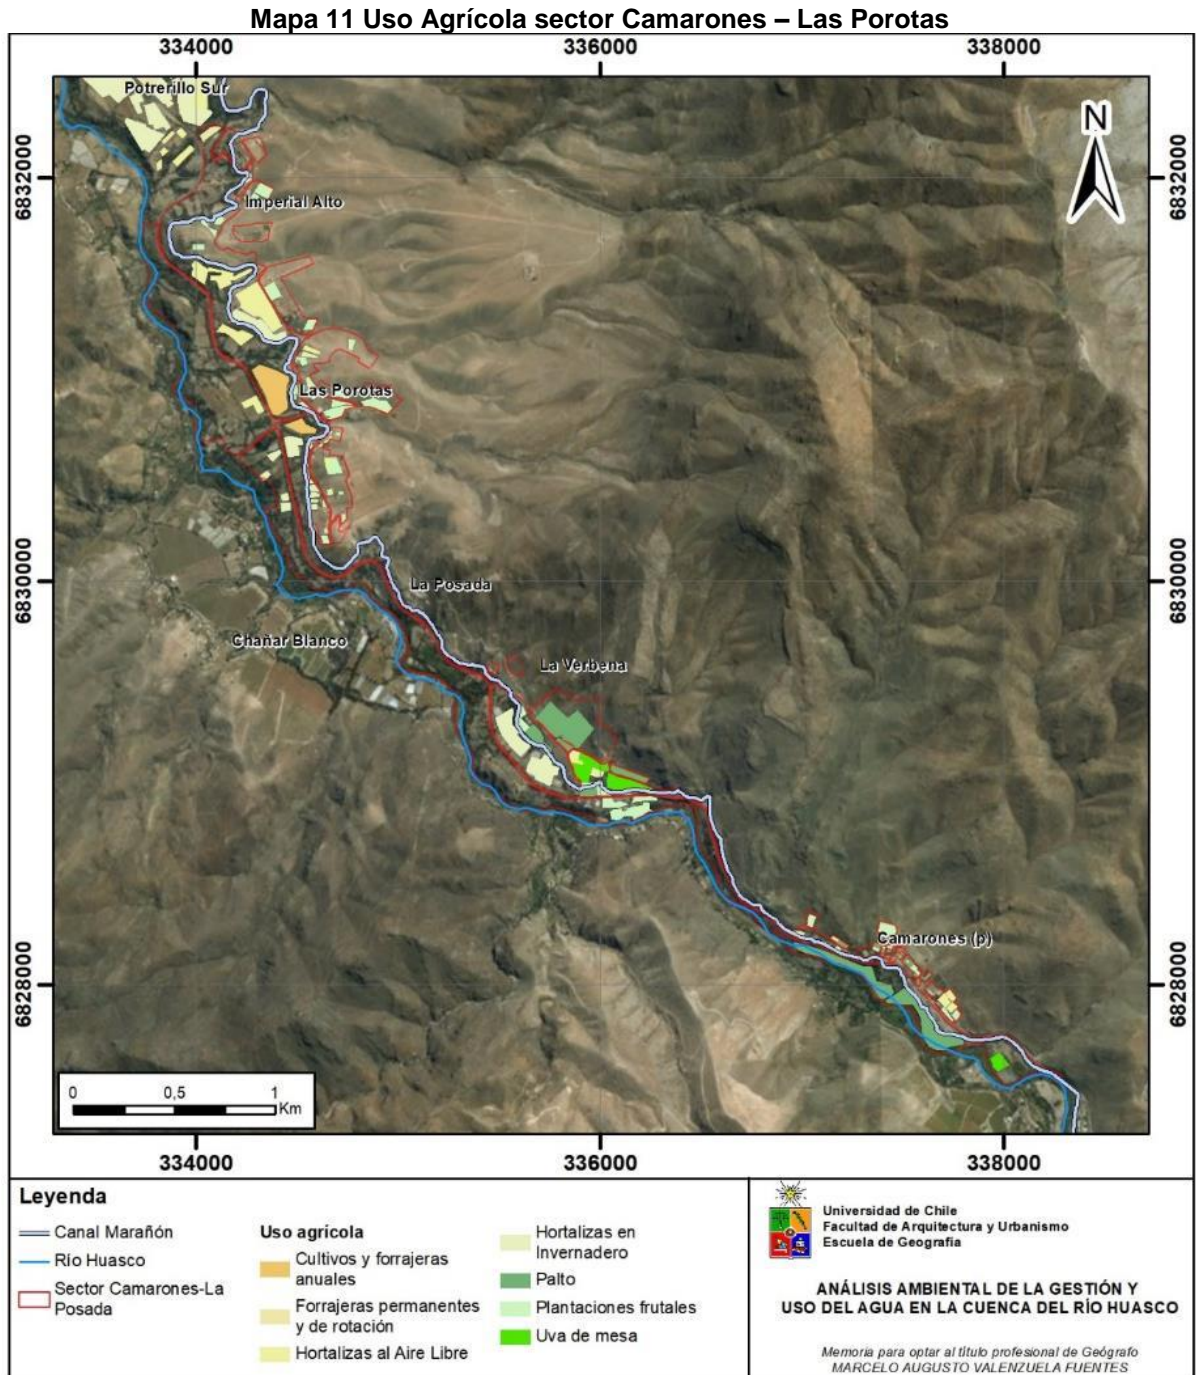 Mapa 11 Uso Agrícola sector Camarones – Las Porotas
334000
336000
338000
Potrerillo Sur
N
6832000
6832000
Imperial Alto
Las Porotas
6830000
La Posada
6830000
Chañar Blanco
La Verbena
Camarones (p)
6828000
6828000
0
0,5
1
Km
334000
336000
338000
Leyenda
Canal Marañón
Río Huasco
Sector Camarones-La
Posada
Uso agrícola
Cultivos y forrajeras
anuales
Forrajeras permanentes
y de rotación
Hortalizas al Aire Libre
Hortalizas en
Invernadero
Palto
Plantaciones frutales
Uva de mesa
Universidad de Chile
Facultad de Arquitectura y Urbanismo
Escuela de Geografía
ANÁLISIS AMBIENTAL DE LA GESTIÓN Y
USO DEL AGUA EN LA CUENCA DEL RÍO HUASCO
Memoria para optar al título profesional de Geógrafo
MARCELO AUGUSTO VALENZUELA FUENTES